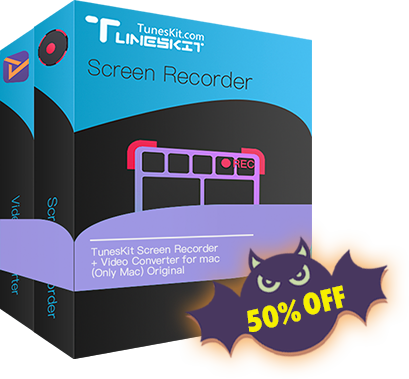 TunesKit.com
TUNESKIT
Screen Recorder
REC
TunesKit Screen Recorder
+ Video Converter for mac
(Only Mac) Original
50% OFF